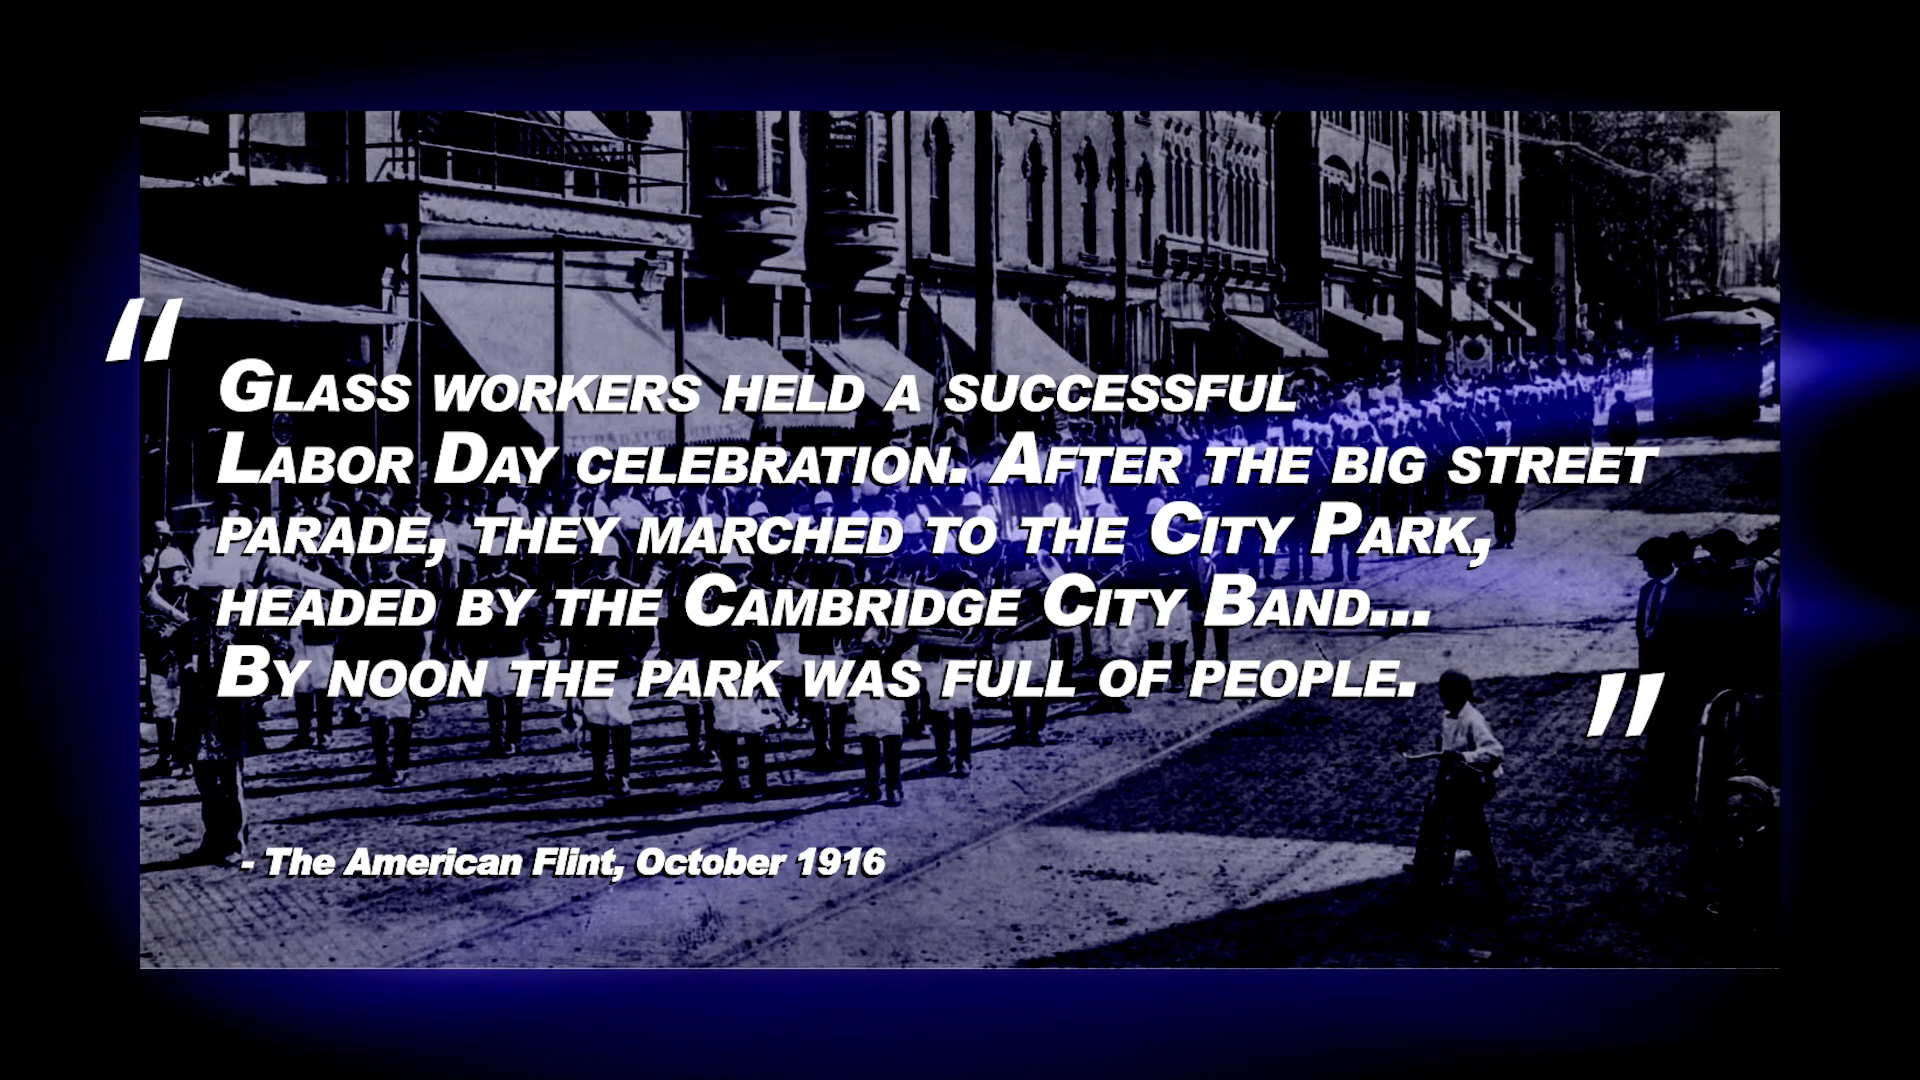 “Glass workers held a successful
Labor Day celebration. After the big street
parade, they marched to the City Park,
headed by the Cambridge City Band...
By noon the park was full of people.”
- The American Flint, October 1916